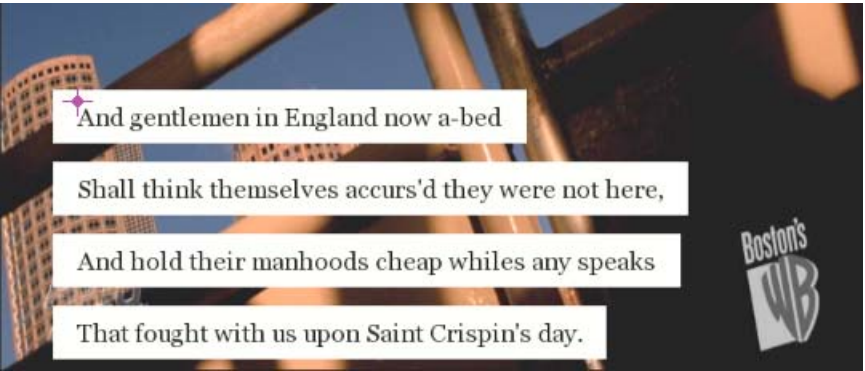 And gentlemen in England now a-bed
Shall think themselves accurs'd they were not here,
And hold their manhoods cheap whiles any speaks
That fought with us upon Saint Crispin's day.
Boston's
WB